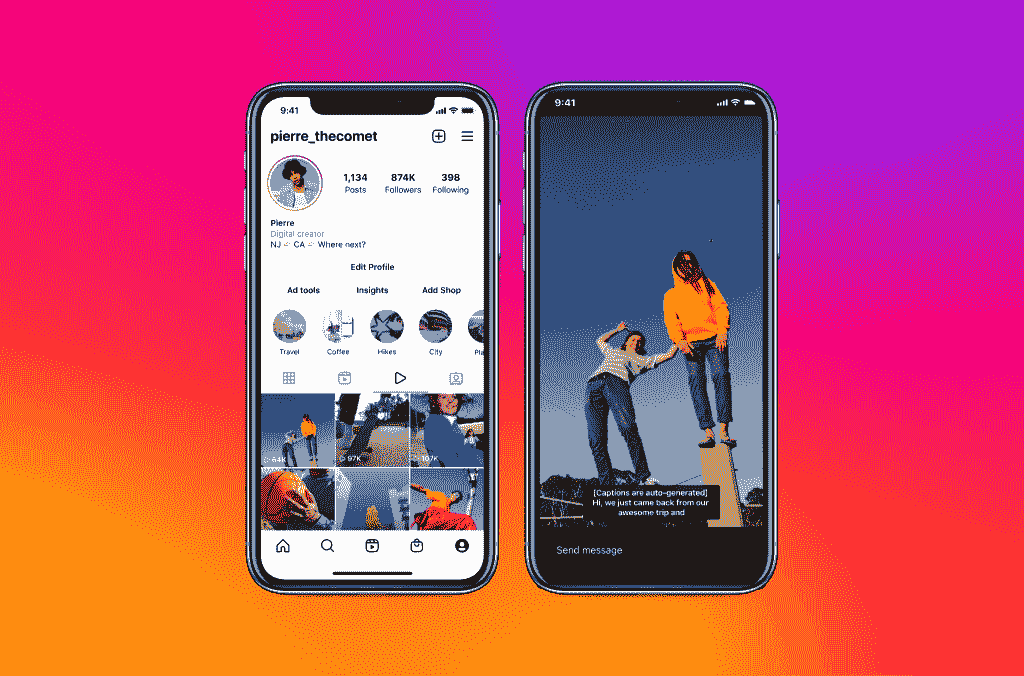 9:41
pierre_thecomet
1,134 874K 398
Posts Followers Following
Pierre
Digital creator
NJ CA Where next?
Edit Profile
Ad tools Insights Add Shop
Travel Coffee Hikes City
64K 97K 107K
9:41
[Captions are auto-generated]
Hi, we just came back from our
awesome trip and
Send message